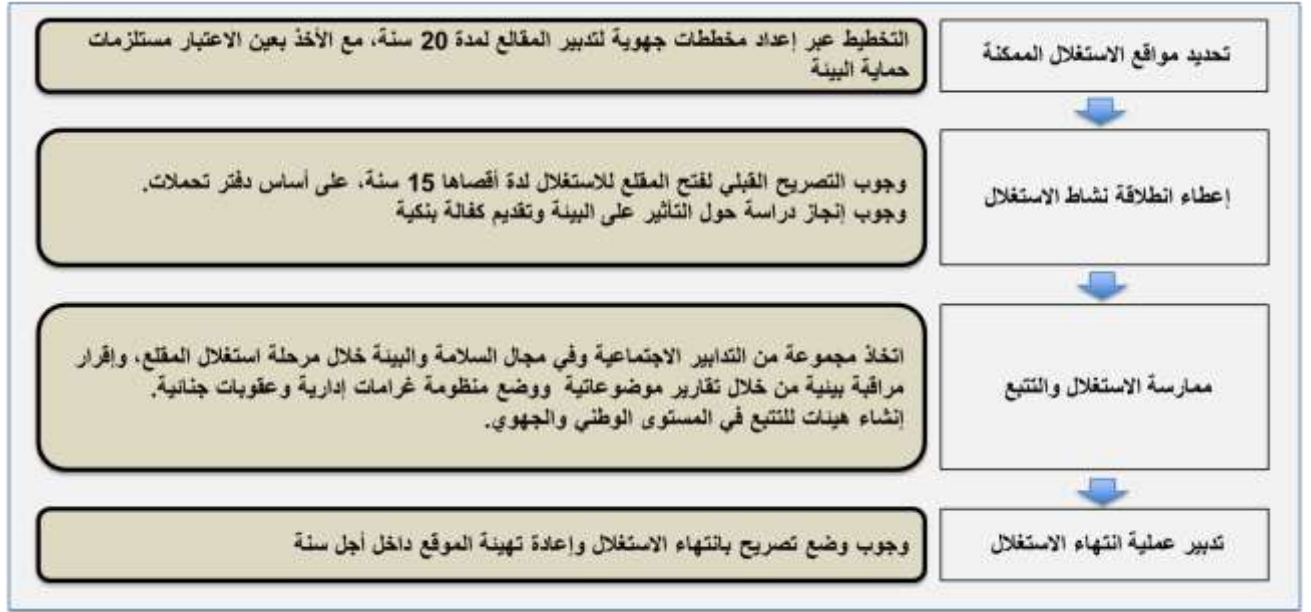 تحديد مواقع الاستغلال الممكنة
التخطيط عبر إعداد مخططات جهوية لتدبير المقالع لمدة 20 سنة، مع الأخذ بعين الاعتبار مستلزمات
حماية البيئة
إعطاء انطلاقة نشاط الاستغلال
وجوب التصريح القبلي لفتح المقلع للاستغلال لدة أقصاها 15 سنة، على أساس دفتر تحملات.
وجوب إنجاز دراسة حول التأثير على البيئة وتقديم كفالة بنكية
ممارسة الاستغلال والتتبع
اتخاذ مجموعة من التدابير الاجتماعية وفي مجال السلامة والبيئة خلال مرحلة استغلال المقلع، وإقرار
مراقبة بيئية من خلال تقارير موضوعاتية ووضع منظومة غرامات إدارية وعقوبات جنائية.
إنشاء هيئات للتتبع في المستوى الوطني والجهوي.
تدبير عملية انتهاء الاستغلال
وجوب وضع تصريح بانتهاء الاستغلال وإعادة تهيئة الموقع داخل أجل سنة